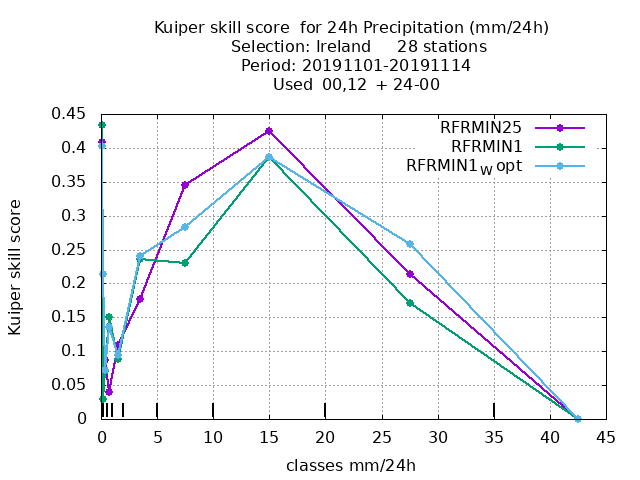 Kuiper skill score  for 24h Precipitation (mm/24h)
Selection: Ireland     28 stations
Period: 20191101-20191114
Used  00,12  + 24-00
RFRMIN25
RFRMIN1
RFRMIN1W opt
Kuiper skill score
0.45
0.4
0.35
0.3
0.25
0.2
0.15
0.1
0.05
0
0 5 10 15 20 25 30 35 40 45
classes mm/24h